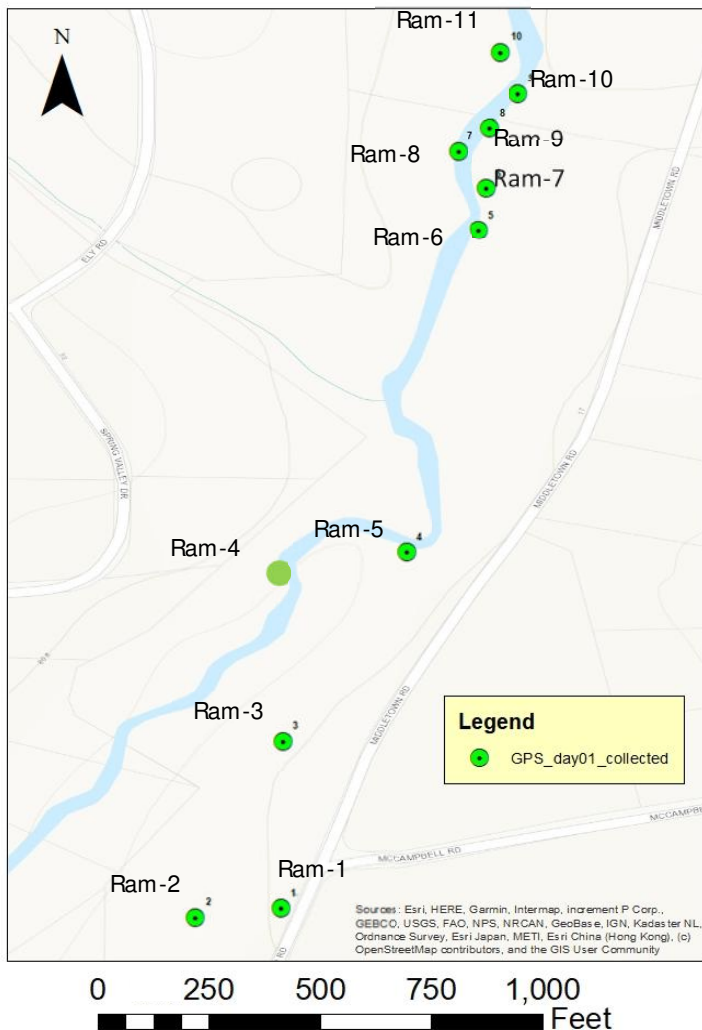 Ram-11
10
N
Ram-10
8
Ram-9
7
Ram-8
Ram-7
5
Ram-6
MIDDLETOWN RD
ELY RD
SPRING VALLEY DR
MIDDLETOWN RD
Ram-5
4
Ram-4
Ram-3
3
MIDDLETOWN RD
Legend
GPS_day01_collected
MCCAMPBELL RD
Ram-1
1
Ram-2
2
RD
Sources: Esri, HERE, Garmin, Intermap, increment P Corp.,
GEBCO, USGS, FAO, NPS, NRCAN, GeoBase, IGN, Kadaster NL,
Ordnance Survey, Esri Japan, METI, Esri China (Hong Kong), (c)
OpenStreetMap contributors, and the GIS User Community
0 250 500 750 1,000
Feet